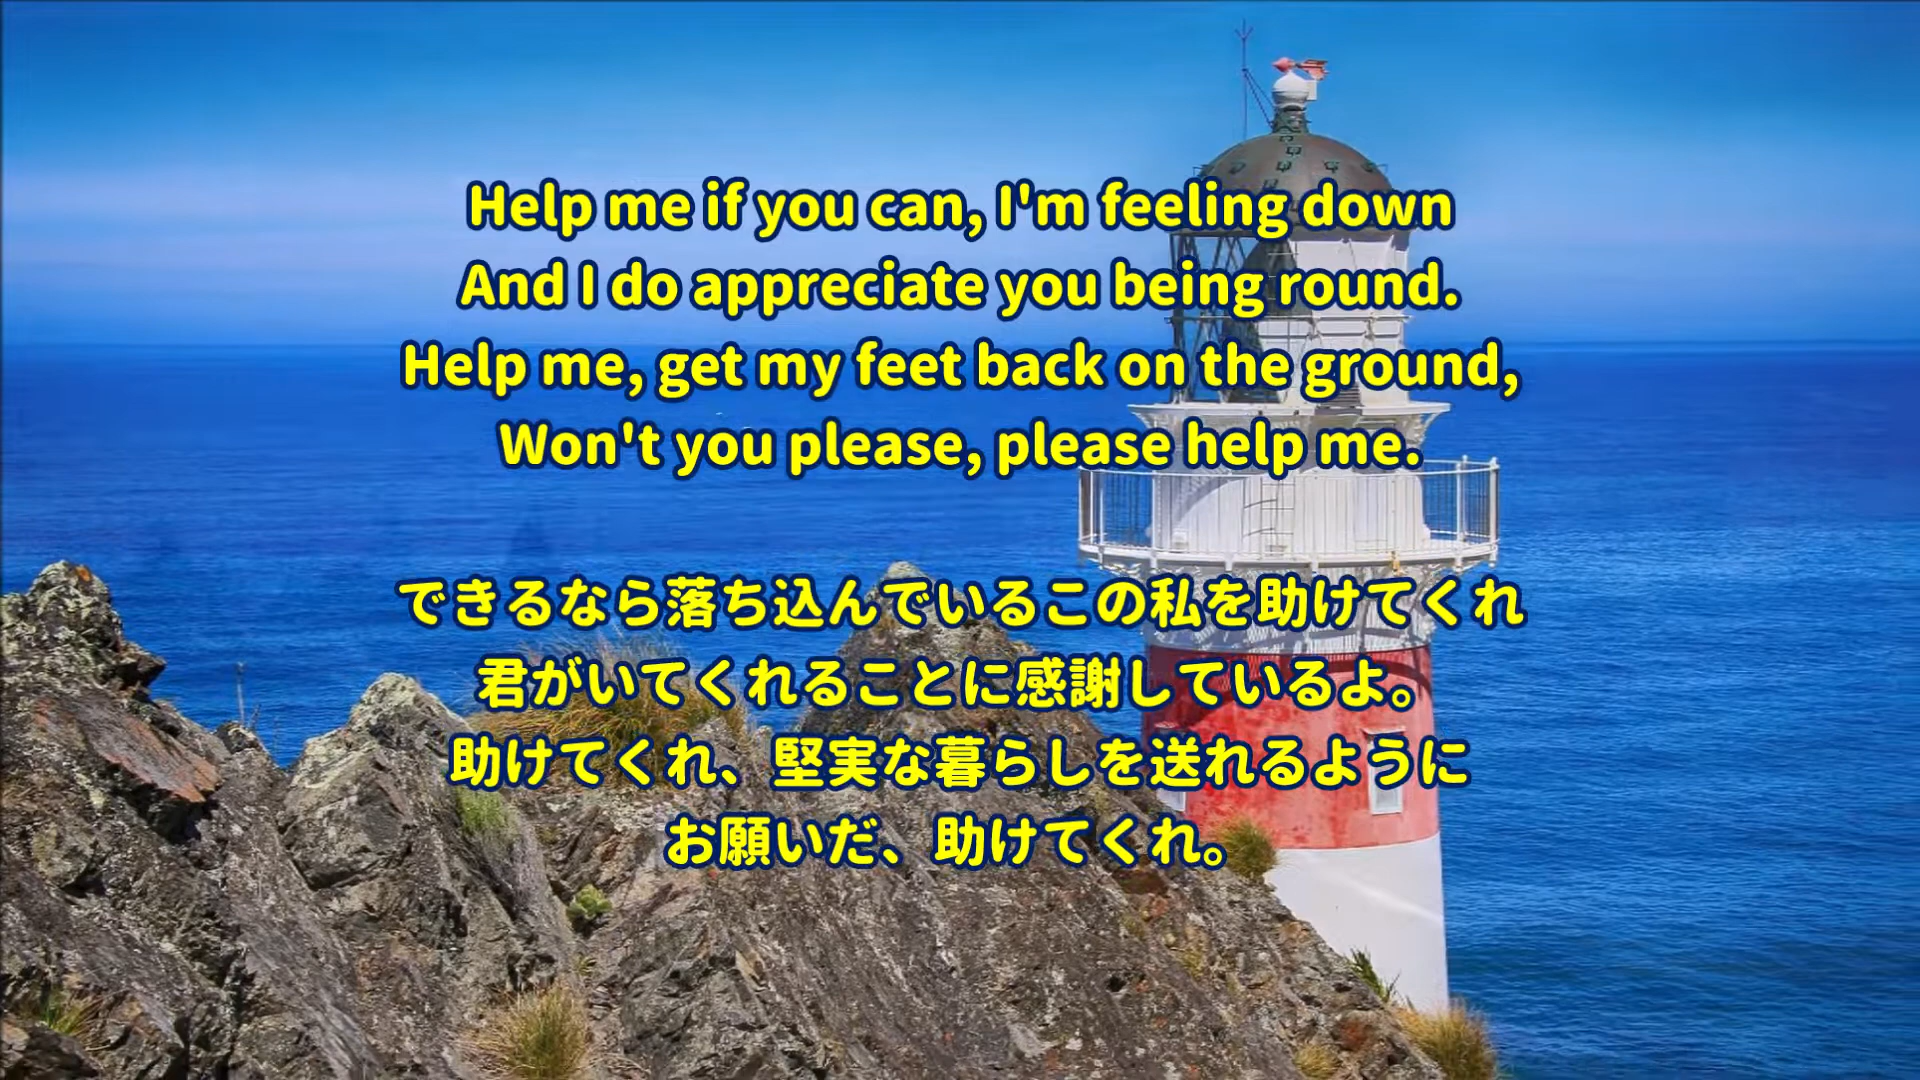 Help me if you can, I'm feeling down
And I do appreciate you being round.
Help me, get my feet back on the ground,
Won't you please, please help me.
できるなら落ち込んでいるこの私を助けてくれ
君がいてくれることに感謝しているよ。
助けてくれ、堅実な暮らしを送れるように
お願いだ、助けてくれ。